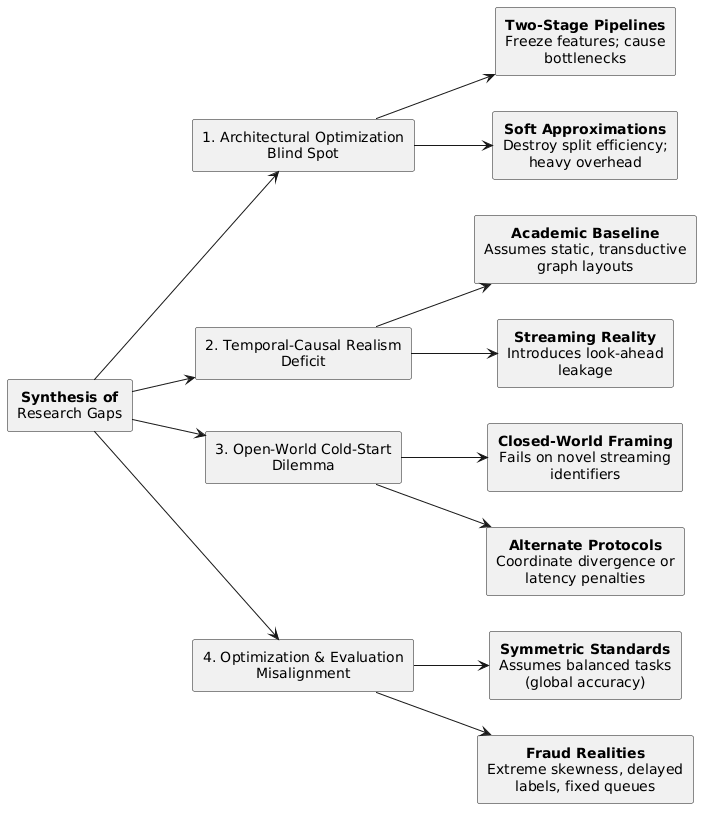 Synthesis of
Research Gaps
1. Architectural Optimization
Blind Spot
Two-Stage Pipelines
Freeze features; cause
bottlenecks
Soft Approximations
Destroy split efficiency;
heavy overhead
2. Temporal-Causal Realism
Deficit
Academic Baseline
Assumes static, transductive
graph layouts
Streaming Reality
Introduces look-ahead
leakage
3. Open-World Cold-Start
Dilemma
Closed-World Framing
Fails on novel streaming
identifiers
Alternate Protocols
Coordinate divergence or
latency penalties
4. Optimization & Evaluation
Misalignment
Symmetric Standards
Assumes balanced tasks
(global accuracy)
Fraud Realities
Extreme skewness, delayed
labels, fixed queues